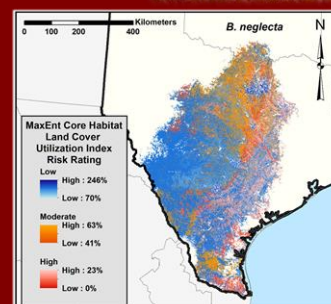 Kilometers
0 100 200 400
B. neglecta
N
MaxEnt Core Habitat
Land Cover
Utilization Index
Risk Rating
Low
High : 246%
Low : 70%
Moderate
High : 63%
Low : 41%
High
High : 23%
Low : 0%